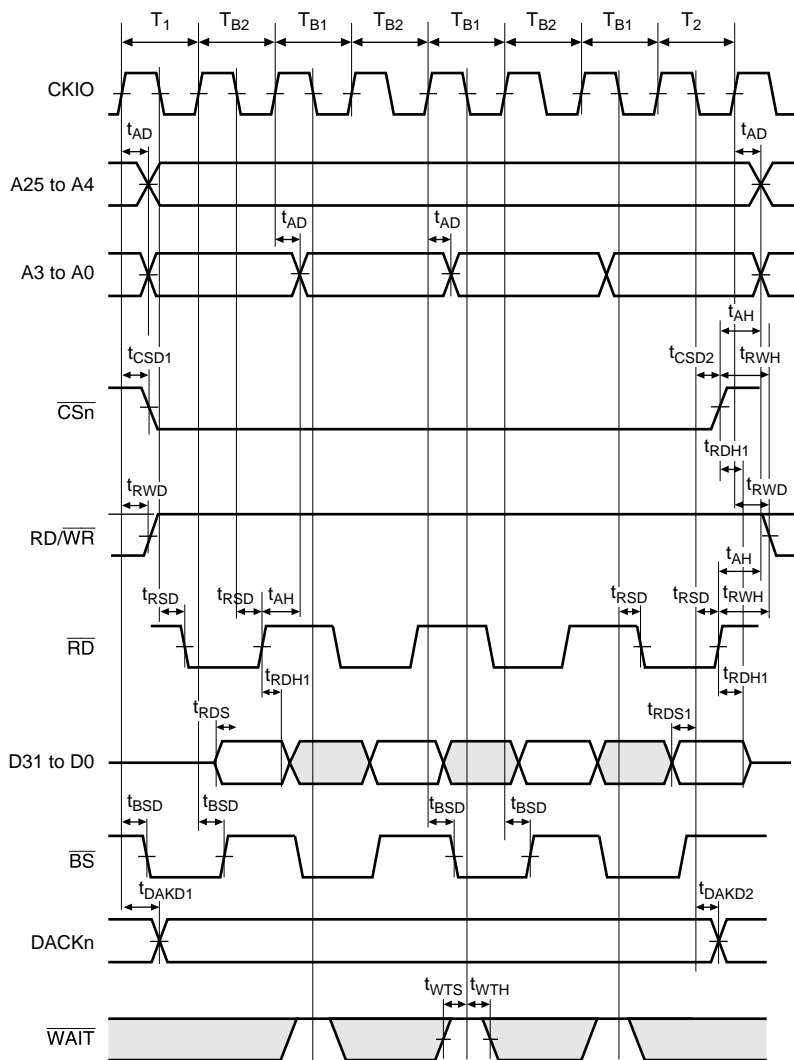 T1 TB2 TB1 TB2 TB1 TB2 TB1 T2
CKIO
tAD tAD
A25 to A4
tAD tAD
A3 to A0
tAH
tCSD1 tCSD2 tRWH
CSn
tRDH1
tRWD tRWD
RD/WR
tAH
tRSD tRSD tAH tRSD tRSD tRWH
RD
tRDH1 tRDH1
tRDS tRDS1
D31 to D0
tBSD tBSD tBSD tBSD
BS
tDAKD1 tDAKD2
DACKn
tWTS tWTH
WAIT